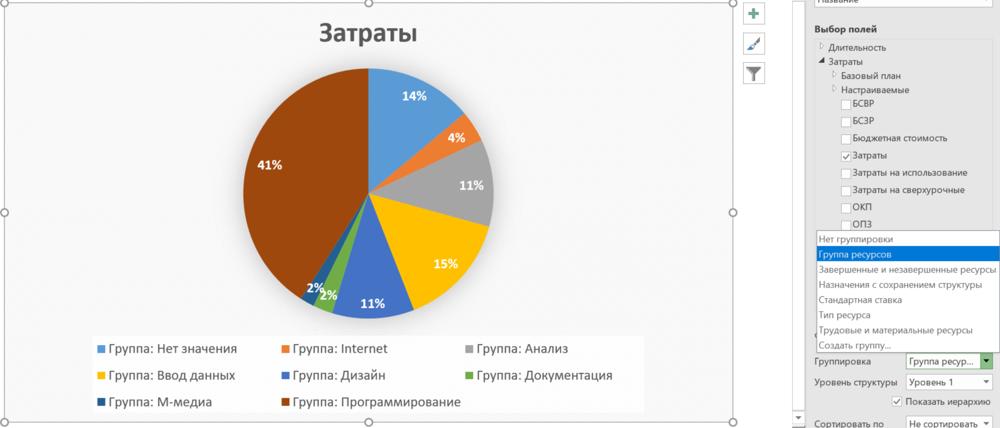 Затраты
14%
4%
11%
41%
15%
2%
2%
11%
Группа: Нет значения
Группа: Internet
Группа: Анализ
Группа: Ввод данных
Группа: Дизайн
Группа: Документация
Группа: М-медиа
Группа: Программирование
Название
Выбор полей
Длительность
Затраты
Базовый план
Настраиваемые
БСВР
БСЗР
Бюджетная стоимость
Затраты
Затраты на использование
Затраты на сверхурочные
ОКП
ОПЗ
Нет группировки
Группа ресурсов
Завершенные и незавершенные ресурсы
Назначения с сохранением структуры
Стандартная ставка
Тип ресурса
Трудовые и материальные ресурсы
Создать группу...
Группировка Группа ресур...
Уровень структуры Уровень 1
Показать иерархию
Сортировать по Не сортировать